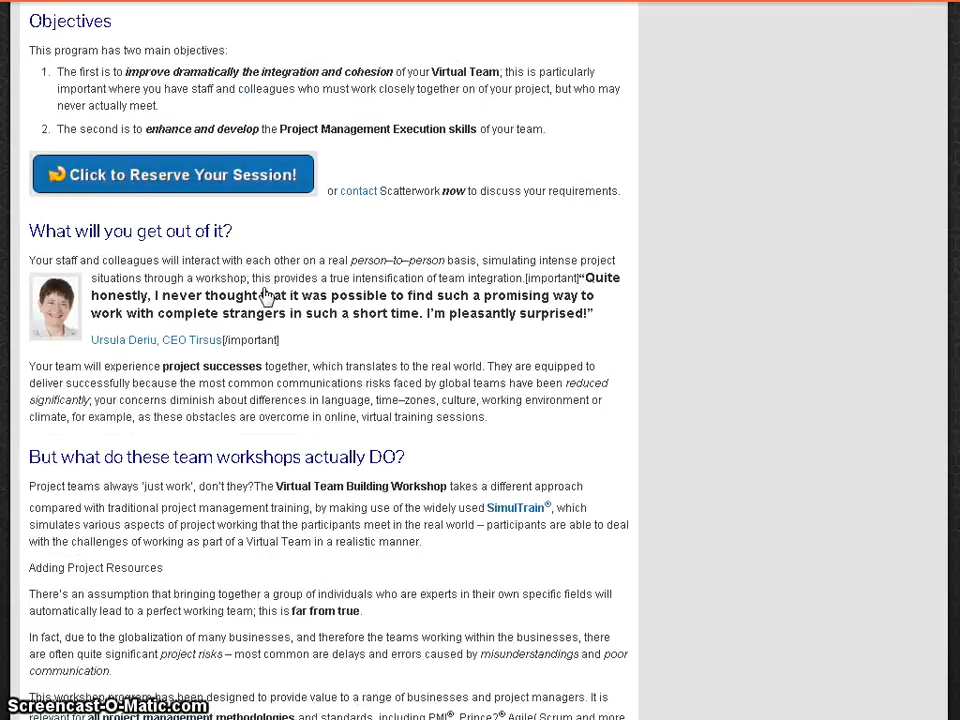 Objectives
This program has two main objectives:
1. The first is to improve dramatically the integration and cohesion of your Virtual Team; this is particularly
important where you have staff and colleagues who must work closely together on of your project, but who may
never actually meet.
2. The second is to enhance and develop the Project Management Execution skills of your team.
Click to Reserve Your Session!
or contact Scatterwork now to discuss your requirements.
What will you get out of it?
Your staff and colleagues will interact with each other on a real person–to–person basis, simulating intense project
situations through a workshop; this provides a true intensification of team integration.[important]“Quite
honestly, I never thought that it was possible to find such a promising way to
work with complete strangers in such a short time. I’m pleasantly surprised!”
Ursula Deriu, CEO Tirsus[/important]
Your team will experience project successes together, which translates to the real world. They are equipped to
deliver successfully because the most common communications risks faced by global teams have been reduced
significantly; your concerns diminish about differences in language, time–zones, culture, working environment or
climate, for example, as these obstacles are overcome in online, virtual training sessions.
But what do these team workshops actually DO?
Project teams always 'just work', don't they?The Virtual Team Building Workshop takes a different approach
compared with traditional project management training, by making use of the widely used SimulTrain®, which
simulates various aspects of project working that the participants meet in the real world – participants are able to deal
with the challenges of working as part of a Virtual Team in a realistic manner.
Adding Project Resources
There’s an assumption that bringing together a group of individuals who are experts in their own specific fields will
automatically lead to a perfect working team; this is far from true.
In fact, due to the globalization of many businesses, and therefore the teams working within the businesses, there
are often quite significant project risks – most common are delays and errors caused by misunderstandings and poor
communication.
This workshop program has been designed to provide value to a range of businesses and project managers. It is
relevant for all project management methodologies and standards, including PMI®, Prince2® Agile/ Scrum and more
Screencast-O-Matic.com